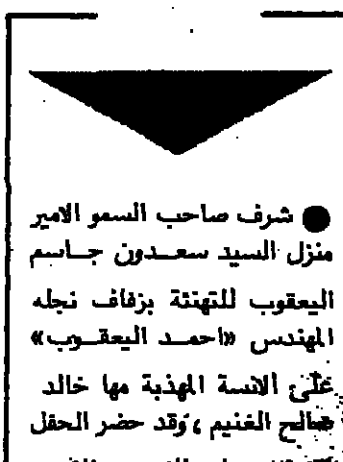 ● شرف صاحب السمو الامير
منزل السيد سعدون جاسم
اليعقوب للتهنئة بزفاف نجله
المهندس «احمد اليعقوب»
على الانسة المهذبة مها خالد
صالح الغنيم ، وقد حضر الحفل